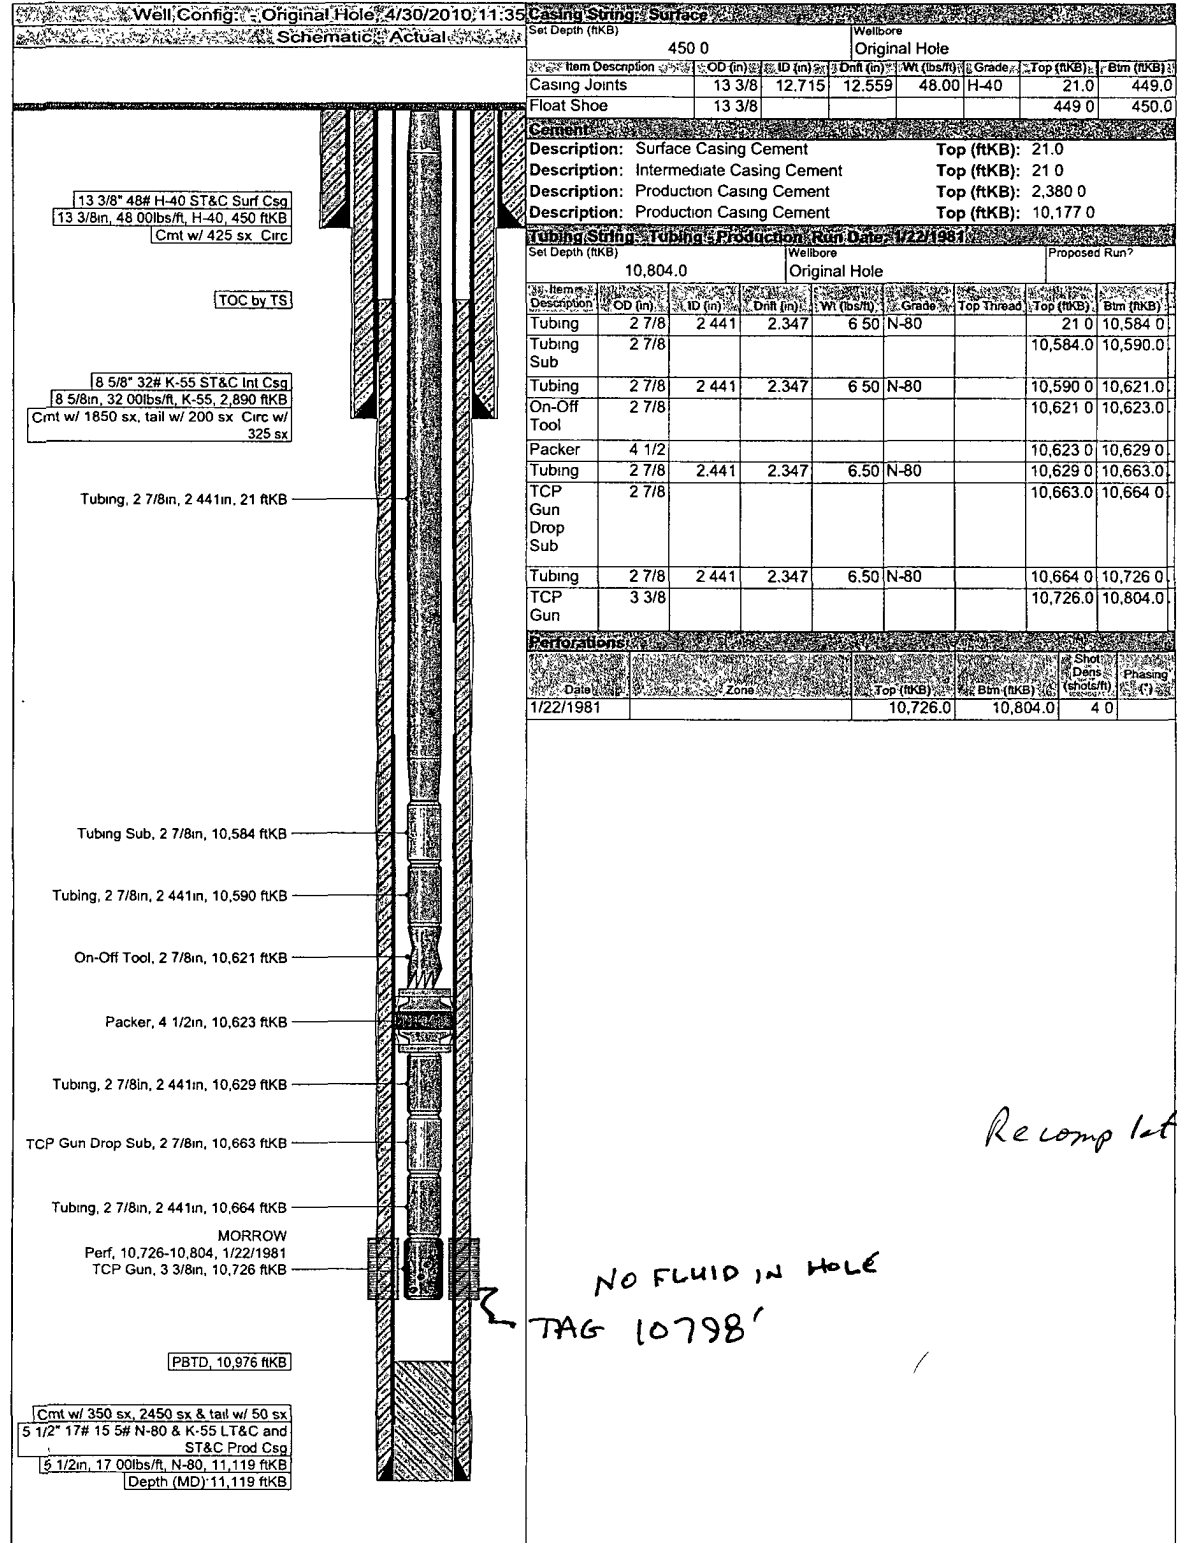 Well Config: - Original Hole, 4/30/2010 11:35
Schematic - Actual
13 3/8" 48# H-40 ST&C Surf Csg
13 3/8in, 48 00lbs/ft, H-40, 450 ftKB
Cmt w/ 425 sx Circ
TOC by TS
8 5/8" 32# K-55 ST&C Int Csg
8 5/8in, 32 00lbs/ft, K-55, 2,890 ftKB
Cmt w/ 1850 sx, tail w/ 200 sx Circ w/
325 sx
Tubing, 2 7/8in, 2 441in, 21 ftKB
Tubing Sub, 2 7/8in, 10,584 ftKB
Tubing, 2 7/8in, 2 441in, 10,590 ftKB
On-Off Tool, 2 7/8in, 10,621 ftKB
Packer, 4 1/2in, 10,623 ftKB
Tubing, 2 7/8in, 2 441in, 10,629 ftKB
TCP Gun Drop Sub, 2 7/8in, 10,663 ftKB
Tubing, 2 7/8in, 2 441in, 10,664 ftKB
MORROW
Perf, 10,726-10,804, 1/22/1981
TCP Gun, 3 3/8in, 10,726 ftKB
PBTD, 10,976 ftKB
Cmt w/ 350 sx, 2450 sx & tail w/ 50 sx
5 1/2" 17# 15 5# N-80 & K-55 LT&C and
ST&C Prod Csg
5 1/2in, 17 00lbs/ft, N-80, 11,119 ftKB
Depth (MD) 11,119 ftKB
Casing String: Surface
Set Depth (ftKB) Wellbore
450 0 Original Hole
Item Description OD (in) ID (in) Drift (in) Wt (lbs/ft) Grade Top (ftKB) Btm (ftKB)
Casing Joints 13 3/8 12.715 12.559 48.00 H-40 21.0 449.0
Float Shoe 13 3/8 449 0 450.0
Cement
Description: Surface Casing Cement Top (ftKB): 21.0
Description: Intermediate Casing Cement Top (ftKB): 21 0
Description: Production Casing Cement Top (ftKB): 2,380 0
Description: Production Casing Cement Top (ftKB): 10,177 0
Tubing String: Tubing - Production Run Date: 1/22/1981
Set Depth (ftKB) Wellbore Proposed Run?
10,804.0 Original Hole
Item
Description OD (in) ID (in) Drift (in) Wt (lbs/ft) Grade Top Thread Top (ftKB) Btm (ftKB)
Tubing 2 7/8 2 441 2.347 6 50 N-80 21 0 10,584 0
Tubing 2 7/8 10,584.0 10,590.0
Sub
Tubing 2 7/8 2 441 2.347 6 50 N-80 10,590 0 10,621.0
On-Off 2 7/8 10,621 0 10,623.0
Tool
Packer 4 1/2 10,623 0 10,629 0
Tubing 2 7/8 2.441 2.347 6.50 N-80 10,629 0 10,663.0
TCP 2 7/8 10,663.0 10,664 0
Gun
Drop
Sub
Tubing 2 7/8 2 441 2.347 6.50 N-80 10,664 0 10,726 0
TCP 3 3/8 10,726.0 10,804.0
Gun
Perforations
Date Zone Top (ftKB) Btm (ftKB) Shot Dens (shots/ft) Phasing (°)
1/22/1981 10,726.0 10,804.0 4 0
Recomplet
NO FLUID IN HOLE
TAG 10798'